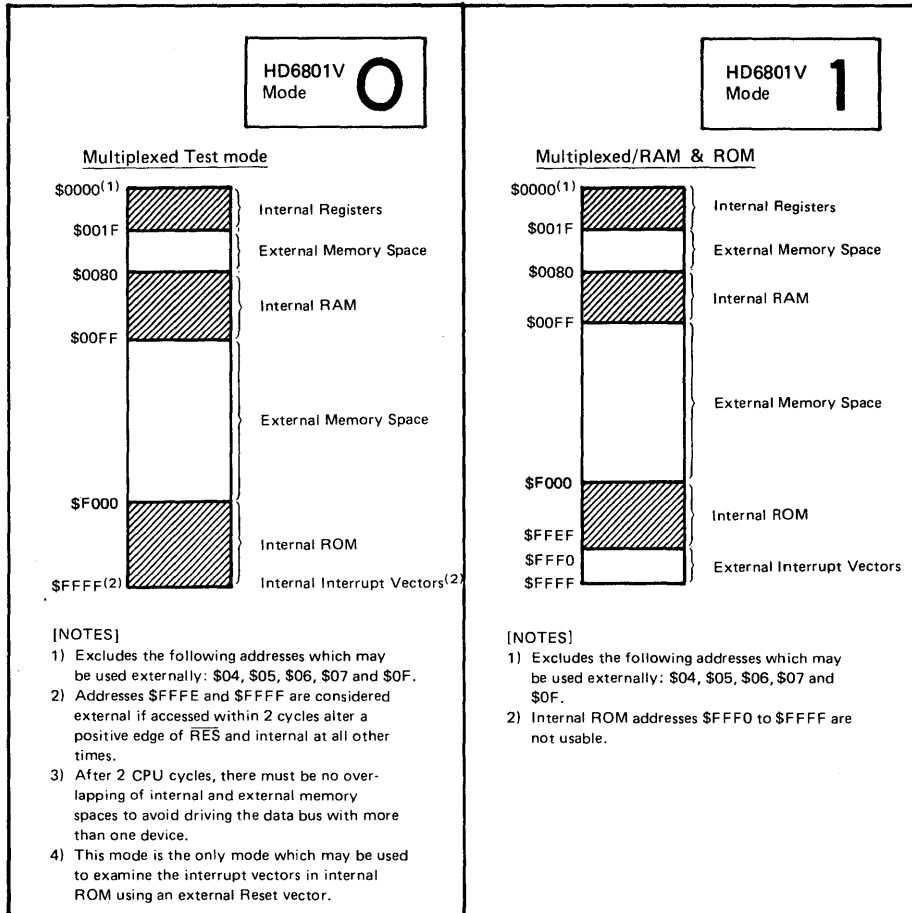 HD6801V
Mode 0
Multiplexed Test mode
$0000(1)
Internal Registers
$001F
External Memory Space
$0080
Internal RAM
$00FF
External Memory Space
$F000
Internal ROM
$FFFF(2)
Internal Interrupt Vectors(2)
[NOTES]
1) Excludes the following addresses which may
be used externally: $04, $05, $06, $07 and $0F.
2) Addresses $FFFE and $FFFF are considered
external if accessed within 2 cycles alter a
positive edge of RES and internal at all other
times.
3) After 2 CPU cycles, there must be no over-
lapping of internal and external memory
spaces to avoid driving the data bus with more
than one device.
4) This mode is the only mode which may be used
to examine the interrupt vectors in internal
ROM using an external Reset vector.
HD6801V
Mode 1
Multiplexed/RAM & ROM
$0000(1)
Internal Registers
$001F
External Memory Space
$0080
Internal RAM
$00FF
External Memory Space
$F000
Internal ROM
$FFEF
$FFF0
External Interrupt Vectors
$FFFF
[NOTES]
1) Excludes the following addresses which may
be used externally: $04, $05, $06, $07 and
$0F.
2) Internal ROM addresses $FFF0 to $FFFF are
not usable.